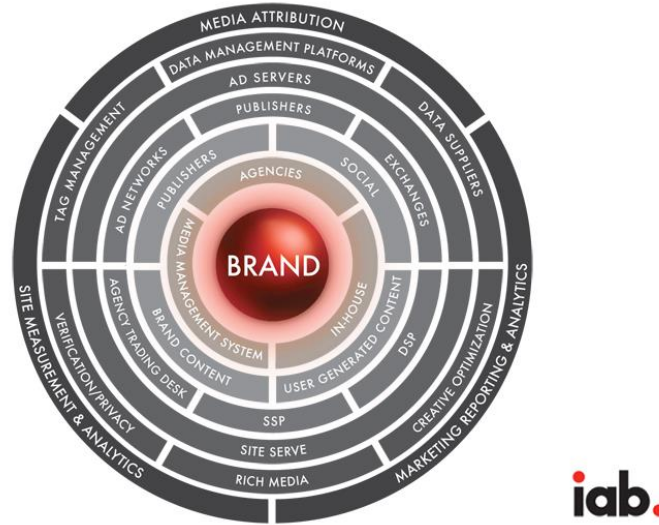 MEDIA ATTRIBUTION
DATA MANAGEMENT PLATFORMS
AD SERVERS
PUBLISHERS
TAG MANAGEMENT
DATA SUPPLIERS
AD NETWORKS
EXCHANGES
PUBLISHERS
SOCIAL
AGENCIES
BRAND
MEDIA MANAGEMENT SYSTEM
IN-HOUSE
BRAND CONTENT
USER GENERATED CONTENT
AGENCY TRADING DESK
DSP
SSP
VERIFICATION/PRIVACY
CREATIVE OPTIMIZATION
SITE SERVE
RICH MEDIA
SITE MEASUREMENT & ANALYTICS
MARKETING REPORTING & ANALYTICS
iab.